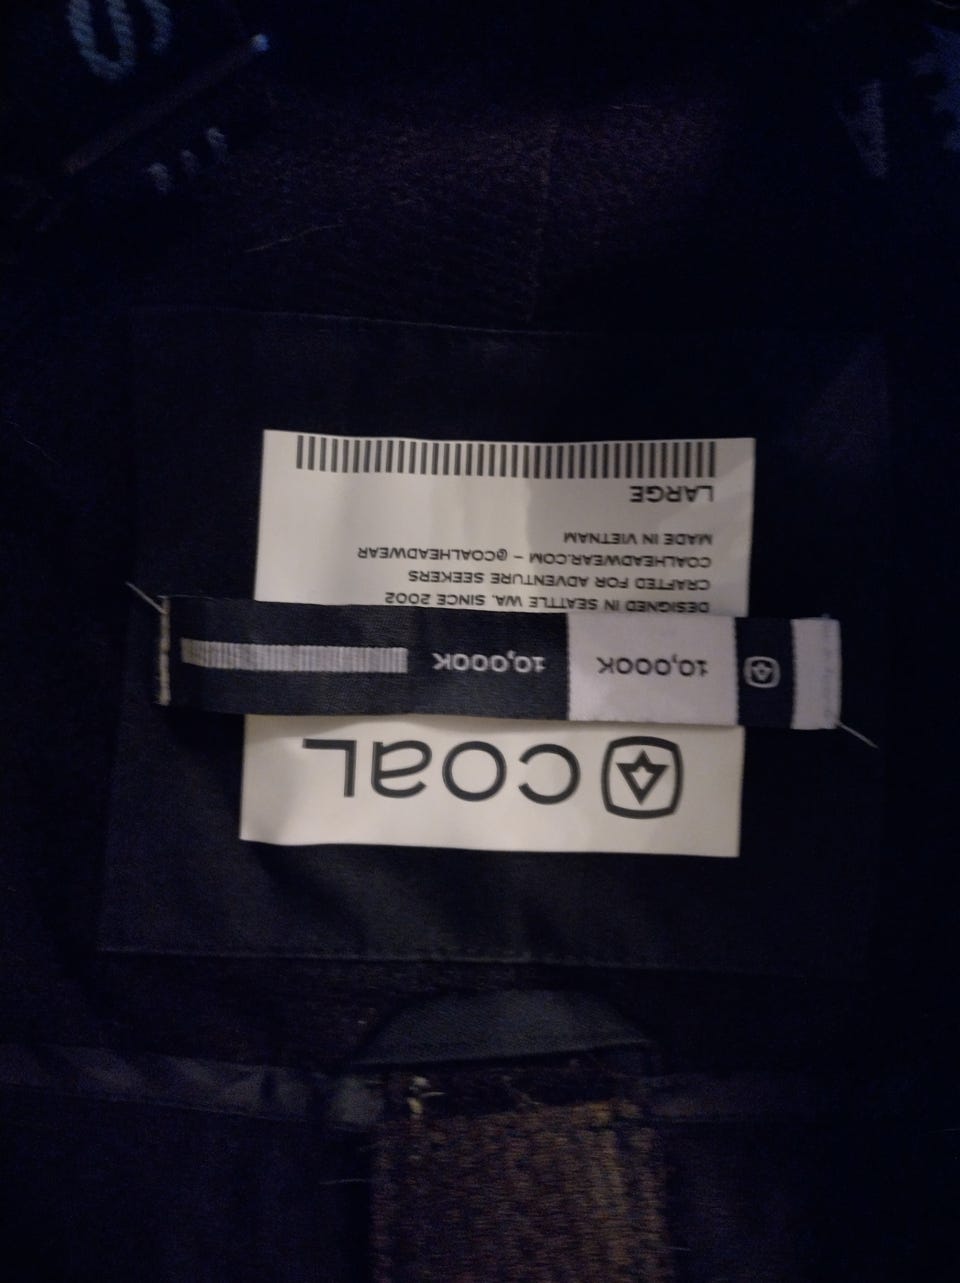 COAL
10,000K 10,000K
DESIGNED IN SEATTLE WA. SINCE 2002
CRAFTED FOR ADVENTURE SEEKERS
COALHEADWEAR.COM – @COALHEADWEAR
MADE IN VIETNAM
LARGE